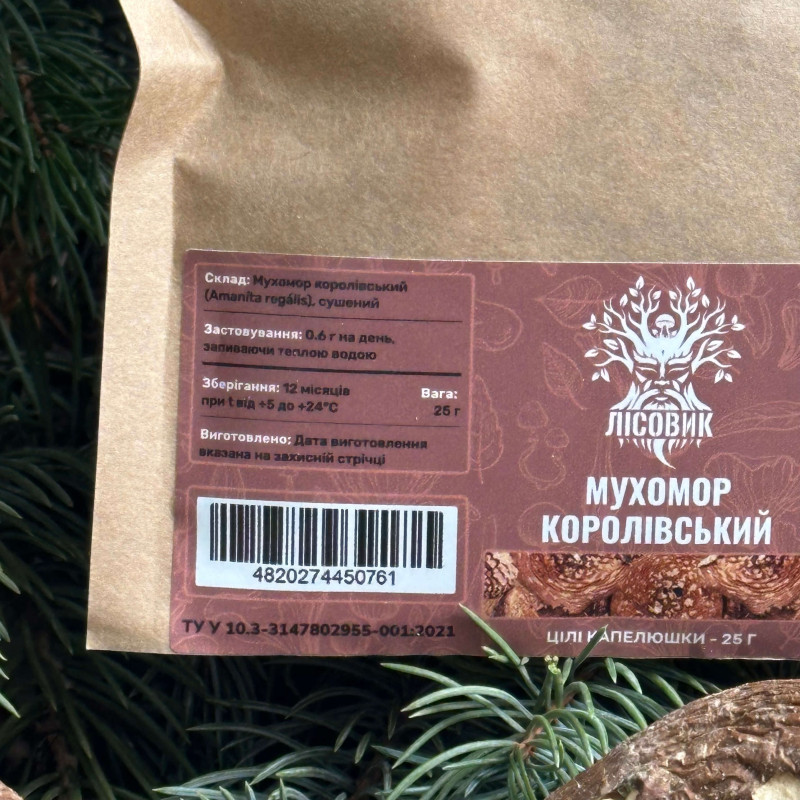 Склад: Мухомор королівський
(Amanita regális), сушений
Застосування: 0.6 г на день,
запиваючи теплою водою
Зберігання: 12 місяців
при t від +5 до +24°C
Вага:
25 г
Виготовлено: Дата виготовлення
вказана на захисній стрічці
4820274450761
ТУ У 10.3-3147802955-001:2021
ЛІСОВИК
МУХОМОР
КОРОЛІВСЬКИЙ
ЦІЛІ КАПЕЛЮШКИ - 25 Г